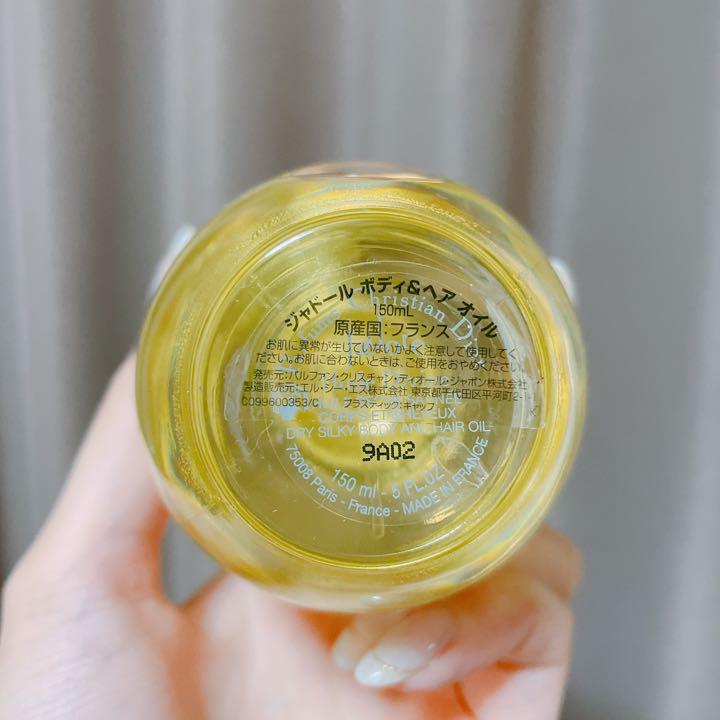 ジャドール ボディ&ヘア オイル
150mL
原産国:フランス
お肌に異常が生じていないかよく注意して使用してく
ださい。お肌に合わないときは、ご使用をおやめください。
発売元:パルファン・クリスチャン・ディオール・ジャポン株式会社
製造販売元:エル・シー・エス株式会社 東京都千代田区平河町2-1
C099600353/C プラスティック:キャップ
Christian
CORPS ET CHEVEUX
DRY SILKY BODY AND HAIR OIL
9A02
150 ml - 5 FL.OZ
75008 Paris - France - MADE IN FRANCE